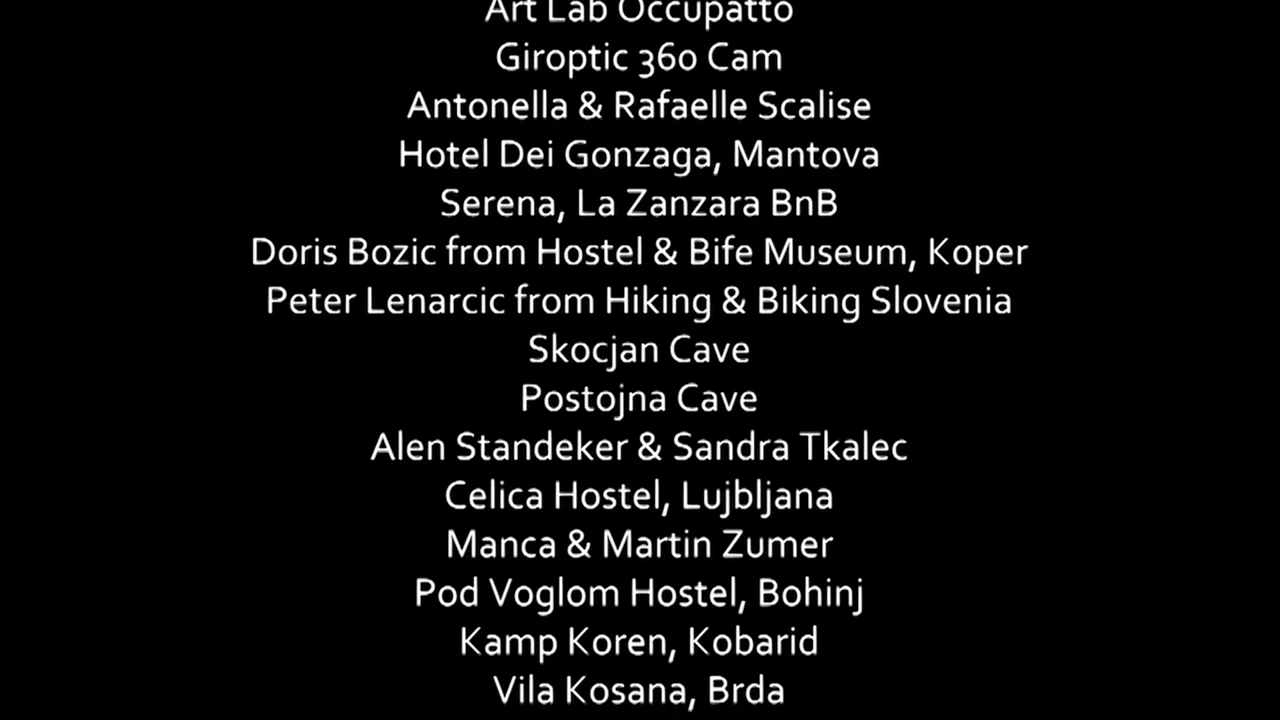 Art Lab Occupatto
Giroptic 360 Cam
Antonella & Rafaelle Scalise
Hotel Dei Gonzaga, Mantova
Serena, La Zanzara BnB
Doris Bozic from Hostel & Bife Museum, Koper
Peter Lenarcic from Hiking & Biking Slovenia
Skocjan Cave
Postojna Cave
Alen Standeker & Sandra Tkalec
Celica Hostel, Lujbljana
Manca & Martin Zumer
Pod Voglom Hostel, Bohinj
Kamp Koren, Kobarid
Vila Kosana, Brda